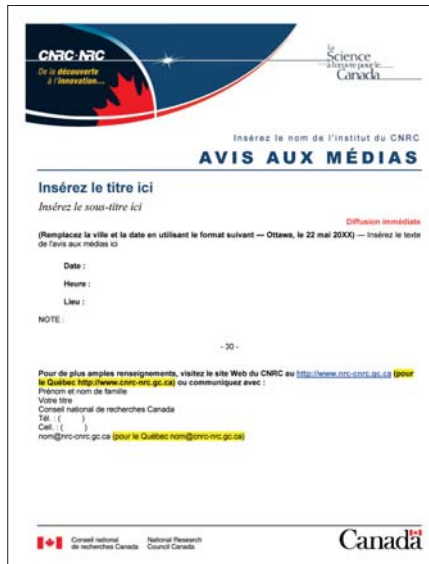 CNRC·NRC
De la découverte
à l'innovation...
La
Science
à l'œuvre pour le
Canada
Insérez le nom de l'institut du CNRC
AVIS AUX MÉDIAS
Insérez le titre ici
Insérez le sous-titre ici
Diffusion immédiate
(Remplacez la ville et la date en utilisant le format suivant — Ottawa, le 22 mai 20XX) — Insérez le texte
de l'avis aux médias ici
Date :
Heure :
Lieu :
NOTE :
- 30 -
Pour de plus amples renseignements, visitez le site Web du CNRC au http://www.nrc-cnrc.gc.ca (pour
le Québec http://www.cnrc-nrc.gc.ca) ou communiquez avec :
Prénom et nom de famille
Votre titre
Conseil national de recherches Canada
Tél. : ( )
Cell. : ( )
nom@nrc-cnrc.gc.ca (pour le Québec nom@cnrc-nrc.gc.ca)
Conseil national National Research
de recherches Canada Council Canada
Canada